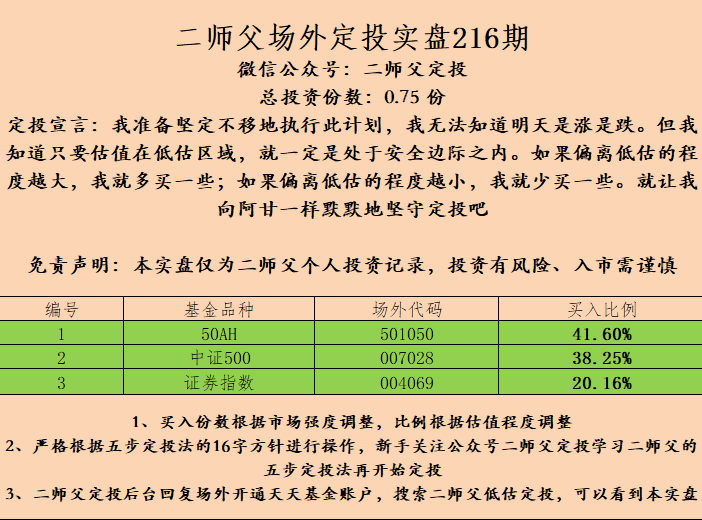 二师父场外定投实盘216期
微信公众号：二师父定投
总投资份数：0.75 份
定投宣言：我准备坚定不移地执行此计划，我无法知道明天是涨是跌。但我
知道只要估值在低估区域，就一定是处于安全边际之内。如果偏离低估的程
度越大，我就多买一些；如果偏离低估的程度越小，我就少买一些。就让我
向阿甘一样默默地坚守定投吧
免责声明：本实盘仅为二师父个人投资记录，投资有风险、入市需谨慎
编号 基金品种 场外代码 买入比例
1 50AH 501050 41.60%
2 中证500 007028 38.25%
3 证券指数 004069 20.16%
1、买入份数根据市场强度调整，比例根据估值程度调整
2、严格根据五步定投法的16字方针进行操作，新手关注公众号二师父定投学习二师父的
五步定投法再开始定投
3、二师父定投后台回复场外开通天天基金账户，搜索二师父低估定投，可以看到本实盘